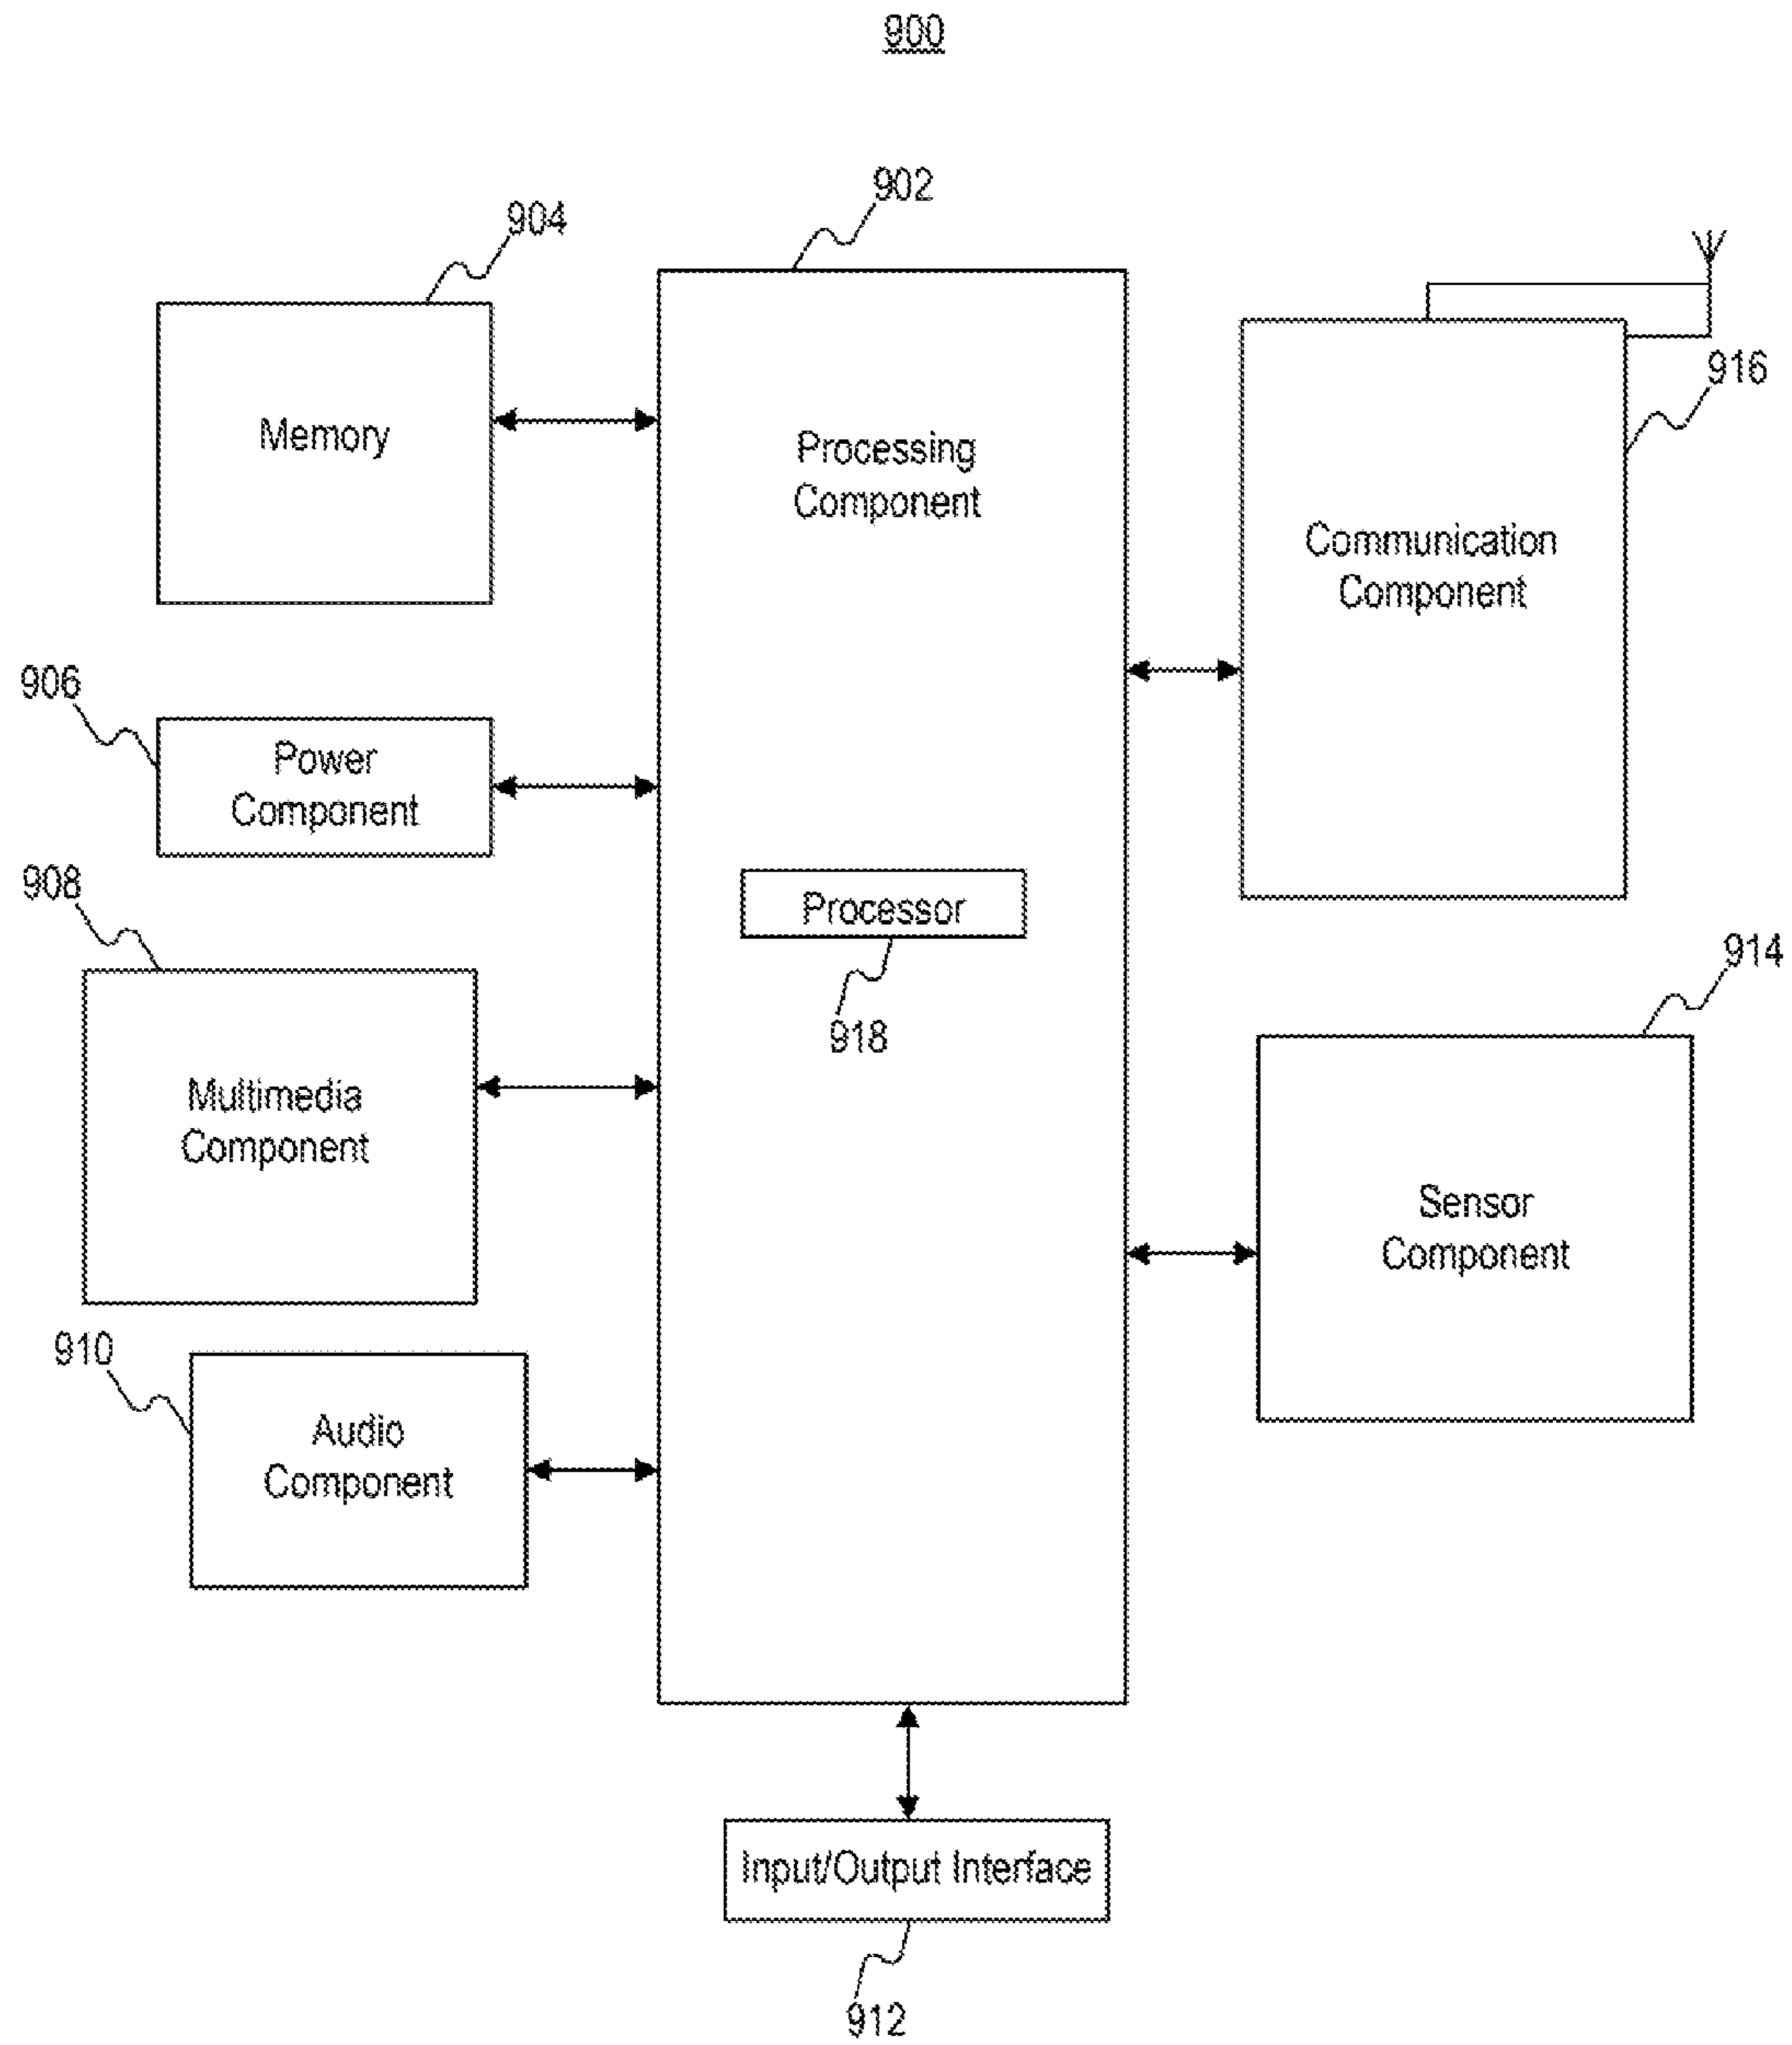 900
902
904
Memory
Processing
Component
916
Communication
Component
906
Power
Component
908
Processor
918
914
Multimedia
Component
Sensor
Component
910
Audio
Component
Input/Output Interface
912